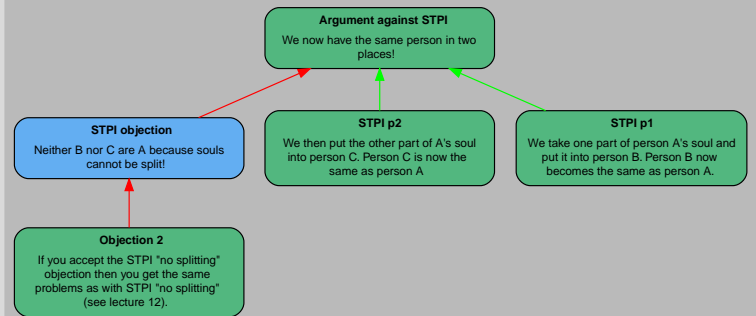 Argument against STPI
We now have the same person in two
places!
STPI objection
Neither B nor C are A because souls
cannot be split!
STPI p2
We then put the other part of A's soul
into person C. Person C is now the
same as person A
STPI p1
We take one part of person A's soul and
put it into person B. Person B now
becomes the same as person A.
Objection 2
If you accept the STPI "no splitting"
objection then you get the same
problems as with STPI "no splitting"
(see lecture 12).